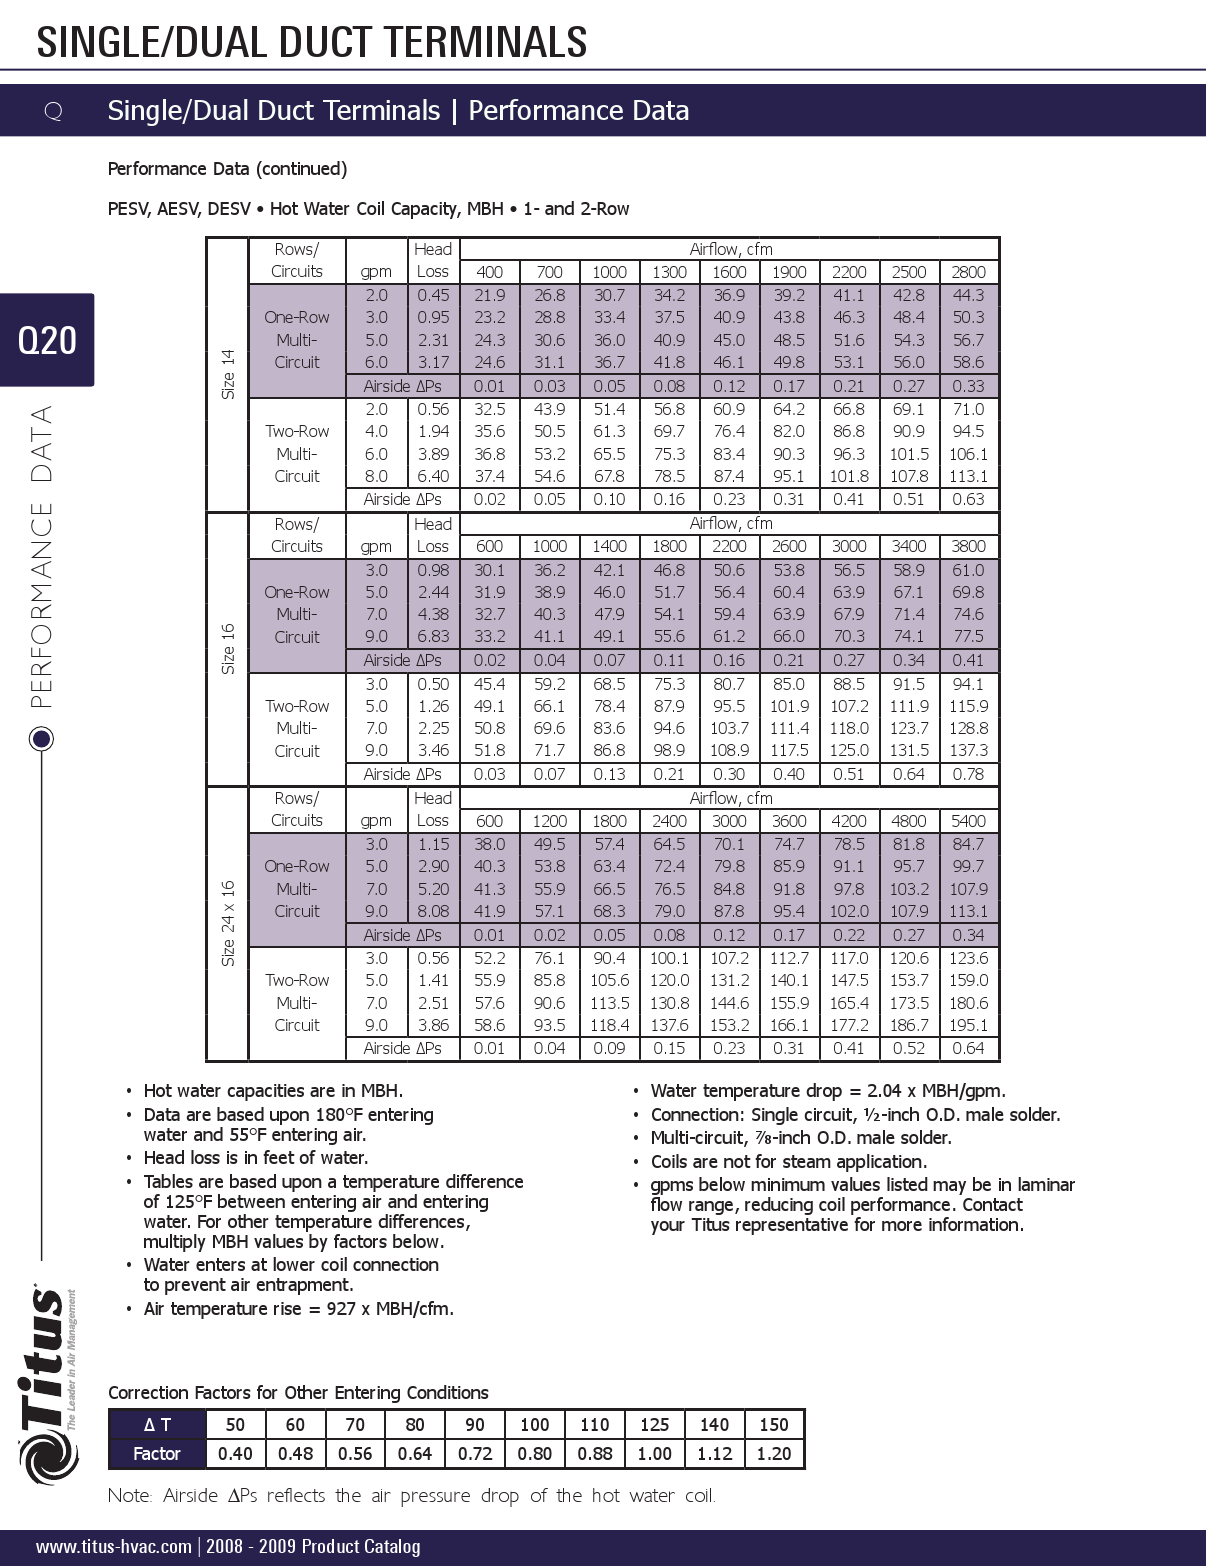 SINGLE/DUAL DUCT TERMINALS
Q Single/Dual Duct Terminals | Performance Data
Performance Data (continued)
PESV, AESV, DESV • Hot Water Coil Capacity, MBH • 1- and 2-Row
Q20
PERFORMANCE DATA
Size 14
Rows/ Head Airflow, cfm
Circuits gpm Loss 400 700 1000 1300 1600 1900 2200 2500 2800
2.0 0.45 21.9 26.8 30.7 34.2 36.9 39.2 41.1 42.8 44.3
One-Row 3.0 0.95 23.2 28.8 33.4 37.5 40.9 43.8 46.3 48.4 50.3
Multi- 5.0 2.31 24.3 30.6 36.0 40.9 45.0 48.5 51.6 54.3 56.7
Circuit 6.0 3.17 24.6 31.1 36.7 41.8 46.1 49.8 53.1 56.0 58.6
Airside ΔPs 0.01 0.03 0.05 0.08 0.12 0.17 0.21 0.27 0.33
2.0 0.56 32.5 43.9 51.4 56.8 60.9 64.2 66.8 69.1 71.0
Two-Row 4.0 1.94 35.6 50.5 61.3 69.7 76.4 82.0 86.8 90.9 94.5
Multi- 6.0 3.89 36.8 53.2 65.5 75.3 83.4 90.3 96.3 101.5 106.1
Circuit 8.0 6.40 37.4 54.6 67.8 78.5 87.4 95.1 101.8 107.8 113.1
Airside ΔPs 0.02 0.05 0.10 0.16 0.23 0.31 0.41 0.51 0.63
Size 16
Rows/ Head Airflow, cfm
Circuits gpm Loss 600 1000 1400 1800 2200 2600 3000 3400 3800
3.0 0.98 30.1 36.2 42.1 46.8 50.6 53.8 56.5 58.9 61.0
One-Row 5.0 2.44 31.9 38.9 46.0 51.7 56.4 60.4 63.9 67.1 69.8
Multi- 7.0 4.38 32.7 40.3 47.9 54.1 59.4 63.9 67.9 71.4 74.6
Circuit 9.0 6.83 33.2 41.1 49.1 55.6 61.2 66.0 70.3 74.1 77.5
Airside ΔPs 0.02 0.04 0.07 0.11 0.16 0.21 0.27 0.34 0.41
3.0 0.50 45.4 59.2 68.5 75.3 80.7 85.0 88.5 91.5 94.1
Two-Row 5.0 1.26 49.1 66.1 78.4 87.9 95.5 101.9 107.2 111.9 115.9
Multi- 7.0 2.25 50.8 69.6 83.6 94.6 103.7 111.4 118.0 123.7 128.8
Circuit 9.0 3.46 51.8 71.7 86.8 98.9 108.9 117.5 125.0 131.5 137.3
Airside ΔPs 0.03 0.07 0.13 0.21 0.30 0.40 0.51 0.64 0.78
Size 24 x 16
Rows/ Head Airflow, cfm
Circuits gpm Loss 600 1200 1800 2400 3000 3600 4200 4800 5400
3.0 1.15 38.0 49.5 57.4 64.5 70.1 74.7 78.5 81.8 84.7
One-Row 5.0 2.90 40.3 53.8 63.4 72.4 79.8 85.9 91.1 95.7 99.7
Multi- 7.0 5.20 41.3 55.9 66.5 76.5 84.8 91.8 97.8 103.2 107.9
Circuit 9.0 8.08 41.9 57.1 68.3 79.0 87.8 95.4 102.0 107.9 113.1
Airside ΔPs 0.01 0.02 0.05 0.08 0.12 0.17 0.22 0.27 0.34
3.0 0.56 52.2 76.1 90.4 100.1 107.2 112.7 117.0 120.6 123.6
Two-Row 5.0 1.41 55.9 85.8 105.6 120.0 131.2 140.1 147.5 153.7 159.0
Multi- 7.0 2.51 57.6 90.6 113.5 130.8 144.6 155.9 165.4 173.5 180.6
Circuit 9.0 3.86 58.6 93.5 118.4 137.6 153.2 166.1 177.2 186.7 195.1
Airside ΔPs 0.01 0.04 0.09 0.15 0.23 0.31 0.41 0.52 0.64
• Hot water capacities are in MBH.
• Data are based upon 180°F entering
water and 55°F entering air.
• Head loss is in feet of water.
• Tables are based upon a temperature difference
of 125°F between entering air and entering
water. For other temperature differences,
multiply MBH values by factors below.
• Water enters at lower coil connection
to prevent air entrapment.
• Air temperature rise = 927 x MBH/cfm.
• Water temperature drop = 2.04 x MBH/gpm.
• Connection: Single circuit, ½-inch O.D. male solder.
• Multi-circuit, ⅞-inch O.D. male solder.
• Coils are not for steam application.
• gpms below minimum values listed may be in laminar
flow range, reducing coil performance. Contact
your Titus representative for more information.
Titus
The Leader in Air Management
Correction Factors for Other Entering Conditions
Δ T 50 60 70 80 90 100 110 125 140 150
Factor 0.40 0.48 0.56 0.64 0.72 0.80 0.88 1.00 1.12 1.20
Note: Airside ΔPs reflects the air pressure drop of the hot water coil.
www.titus-hvac.com | 2008 - 2009 Product Catalog